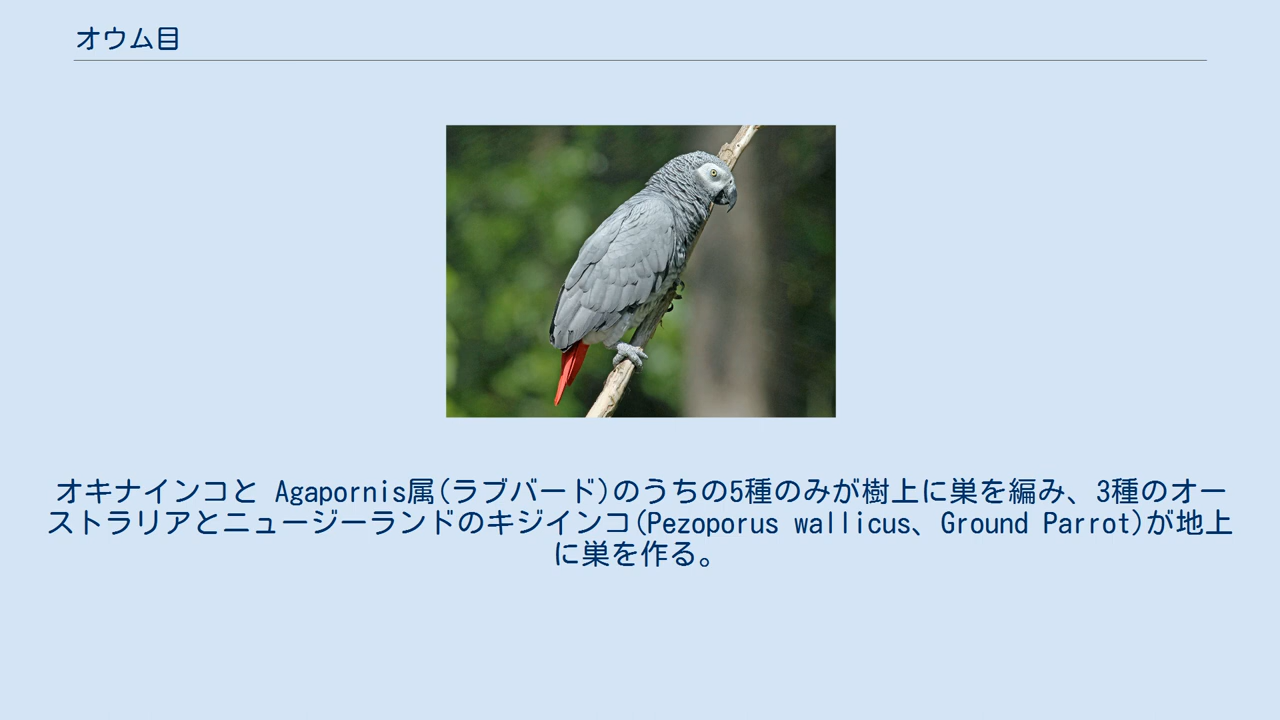 オウム目
オキナインコと Agapornis属(ラブバード)のうちの5種のみが樹上に巣を編み、3種のオー
ストラリアとニュージーランドのキジインコ(Pezoporus wallicus、Ground Parrot)が地上
に巣を作る。